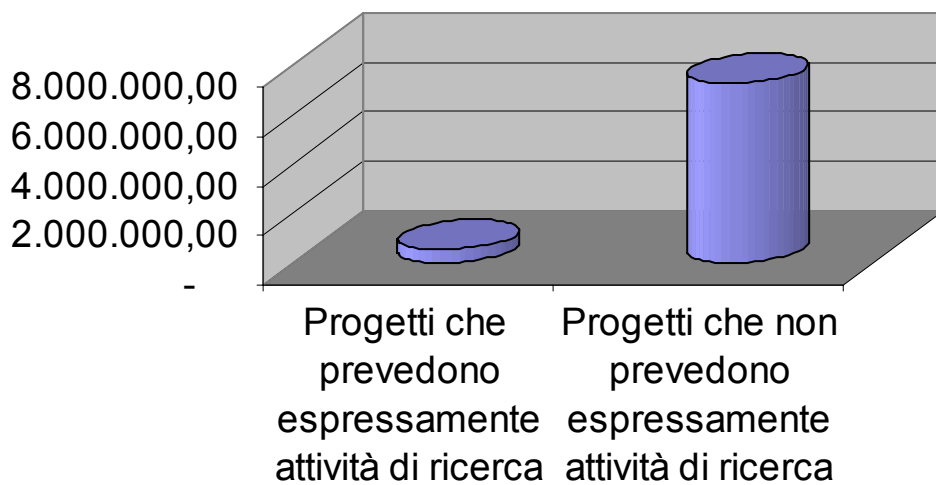 8.000.000,00
6.000.000,00
4.000.000,00
2.000.000,00
-
Progetti che
prevedono
espressamente
attività di ricerca
Progetti che non
prevedono
espressamente
attività di ricerca